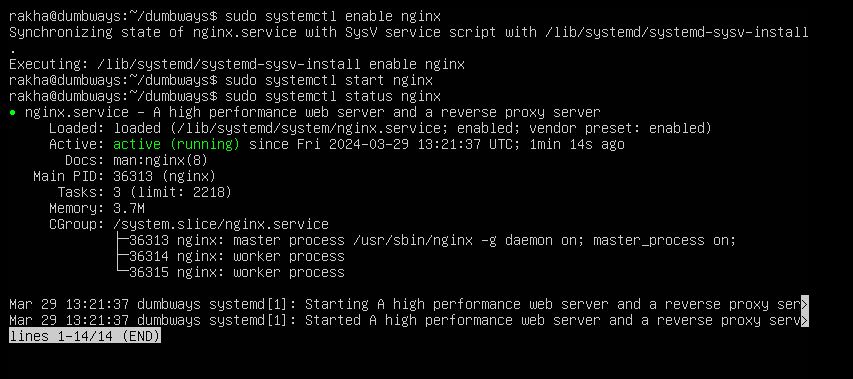 rakha@dumbways:~/dumbways$ sudo systemctl enable nginx
Synchronizing state of nginx.service with SysV service script with /lib/systemd/systemd-sysv-install
.
Executing: /lib/systemd/systemd-sysv-install enable nginx
rakha@dumbways:~/dumbways$ sudo systemctl start nginx
rakha@dumbways:~/dumbways$ sudo systemctl status nginx
● nginx.service - A high performance web server and a reverse proxy server
     Loaded: loaded (/lib/systemd/system/nginx.service; enabled; vendor preset: enabled)
     Active: active (running) since Fri 2024-03-29 13:21:37 UTC; 1min 14s ago
       Docs: man:nginx(8)
   Main PID: 36313 (nginx)
      Tasks: 3 (limit: 2218)
     Memory: 3.7M
     CGroup: /system.slice/nginx.service
             ├─36313 nginx: master process /usr/sbin/nginx -g daemon on; master_process on;
             ├─36314 nginx: worker process
             └─36315 nginx: worker process

Mar 29 13:21:37 dumbways systemd[1]: Starting A high performance web server and a reverse proxy ser>
Mar 29 13:21:37 dumbways systemd[1]: Started A high performance web server and a reverse proxy serv>
lines 1-14/14 (END)